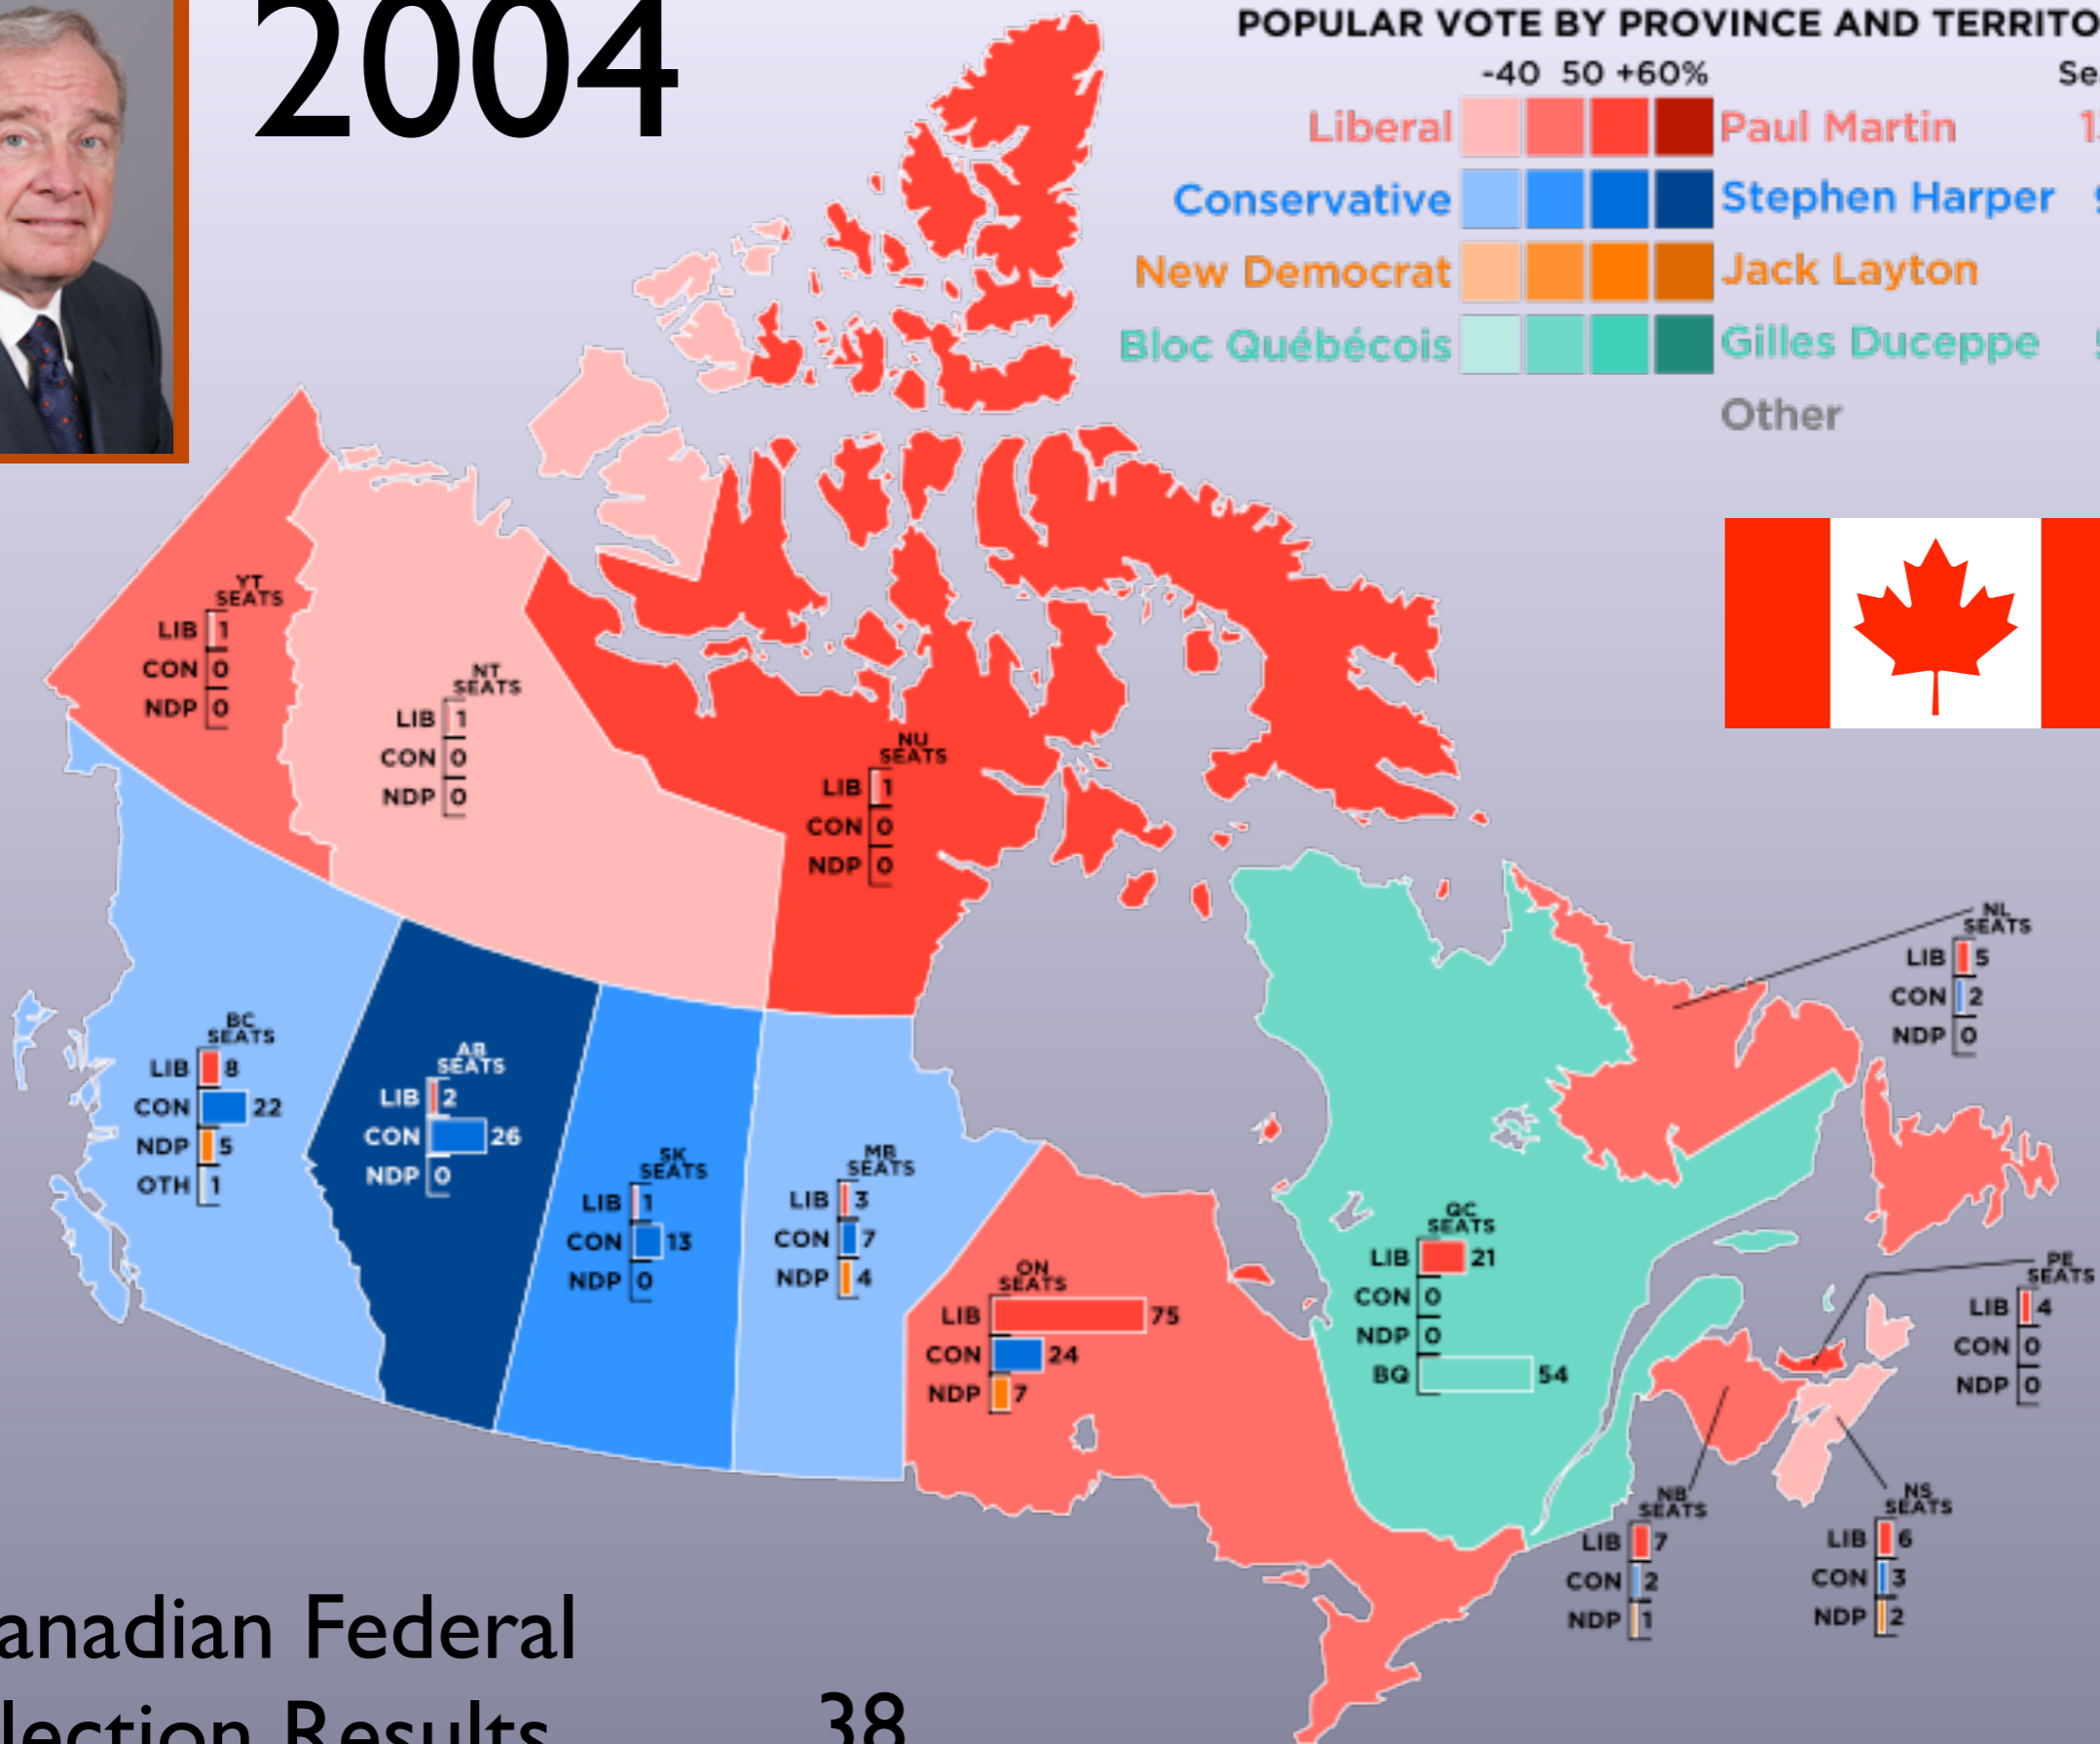 2004
POPULAR VOTE BY PROVINCE AND TERRITO
-40 50 +60%
Se
Liberal
Paul Martin
Conservative
Stephen Harper
New Democrat
Jack Layton
Bloc Québécois
Gilles Duceppe
Other
YT
SEATS
LIB 1
CON 0
NDP 0
NT
SEATS
LIB 1
CON 0
NDP 0
NU
SEATS
LIB 1
CON 0
NDP 0
NL
SEATS
LIB 5
CON 2
NDP 0
BC
SEATS
LIB 8
CON 22
NDP 5
OTH 1
AB
SEATS
LIB 2
CON 26
NDP 0
SK
SEATS
LIB 1
CON 13
NDP 0
MB
SEATS
LIB 3
CON 7
NDP 4
ON
SEATS
LIB 75
CON 24
NDP 7
QC
SEATS
LIB 21
CON 0
NDP 0
BQ 54
PE
SEATS
LIB 4
CON 0
NDP 0
NB
SEATS
LIB 7
CON 2
NDP 1
NS
SEATS
LIB 6
CON 3
NDP 2
anadian Federal
lection Results
38